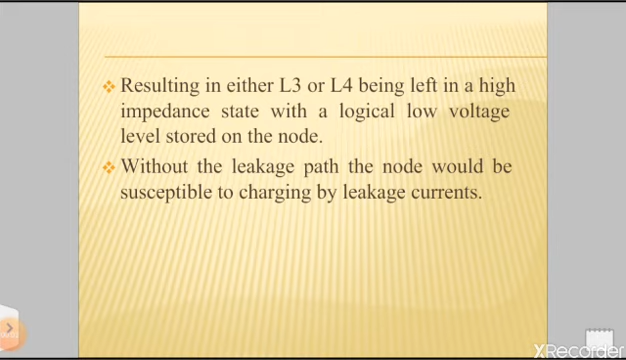 Resulting in either L3 or L4 being left in a high
impedance state with a logical low voltage
level stored on the node.
Without the leakage path the node would be
susceptible to charging by leakage currents.
XRecorder